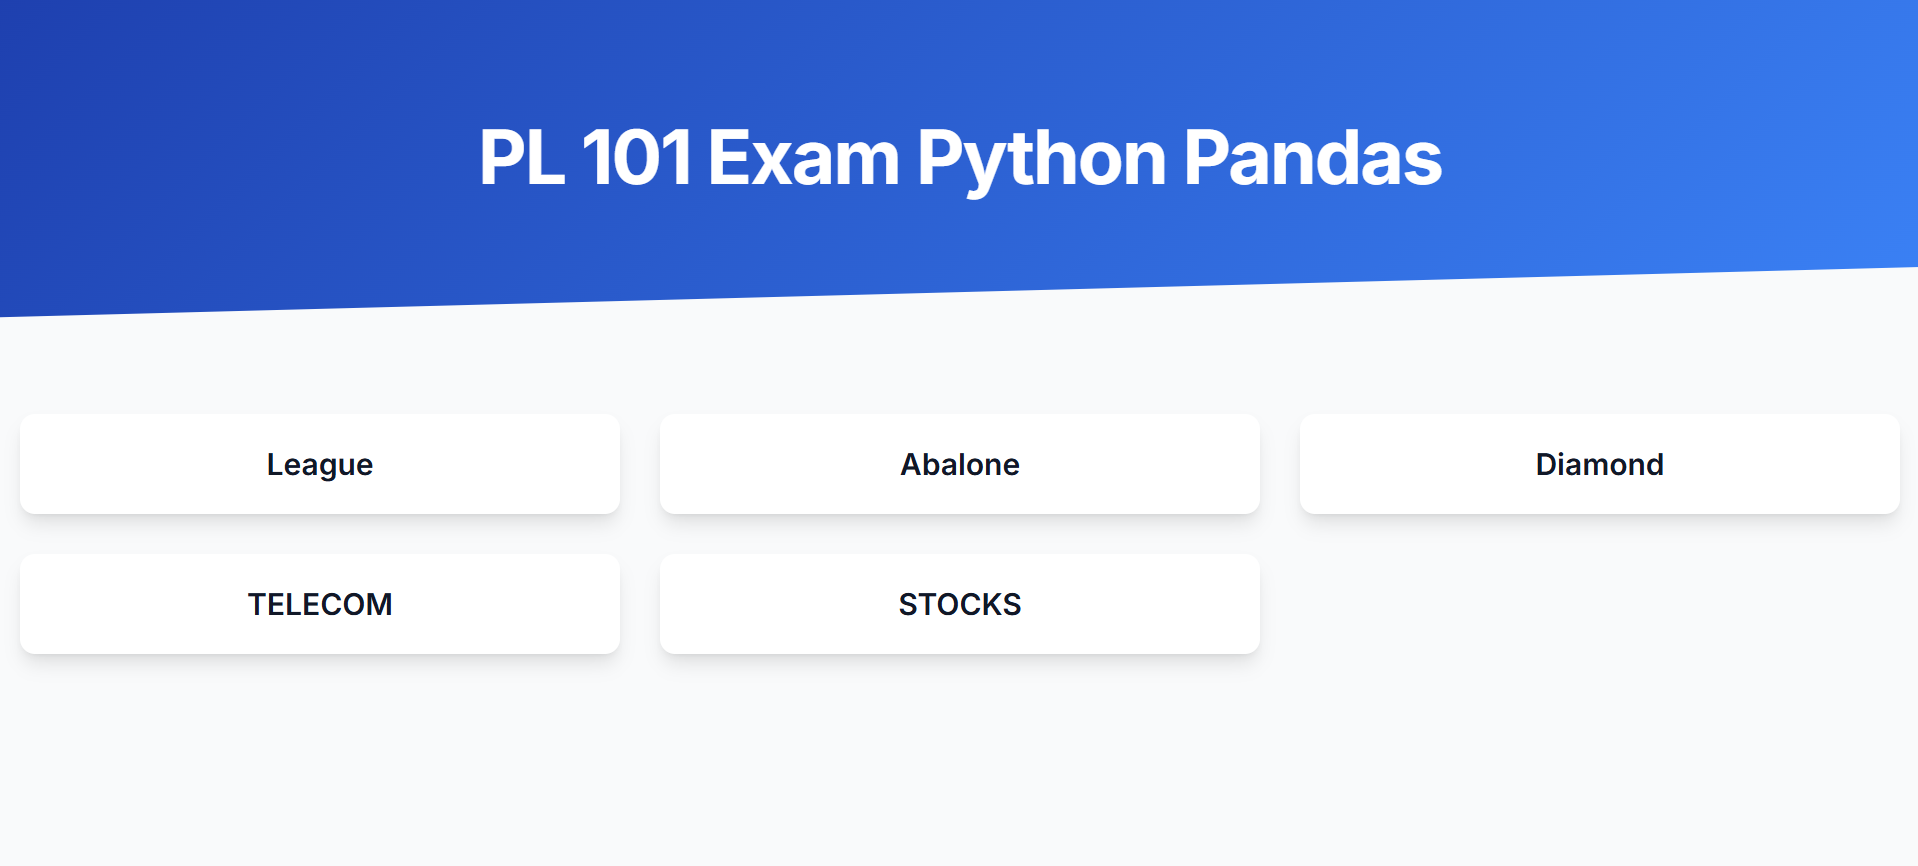 PL 101 Exam Python Pandas
League
Abalone
Diamond
TELECOM
STOCKS